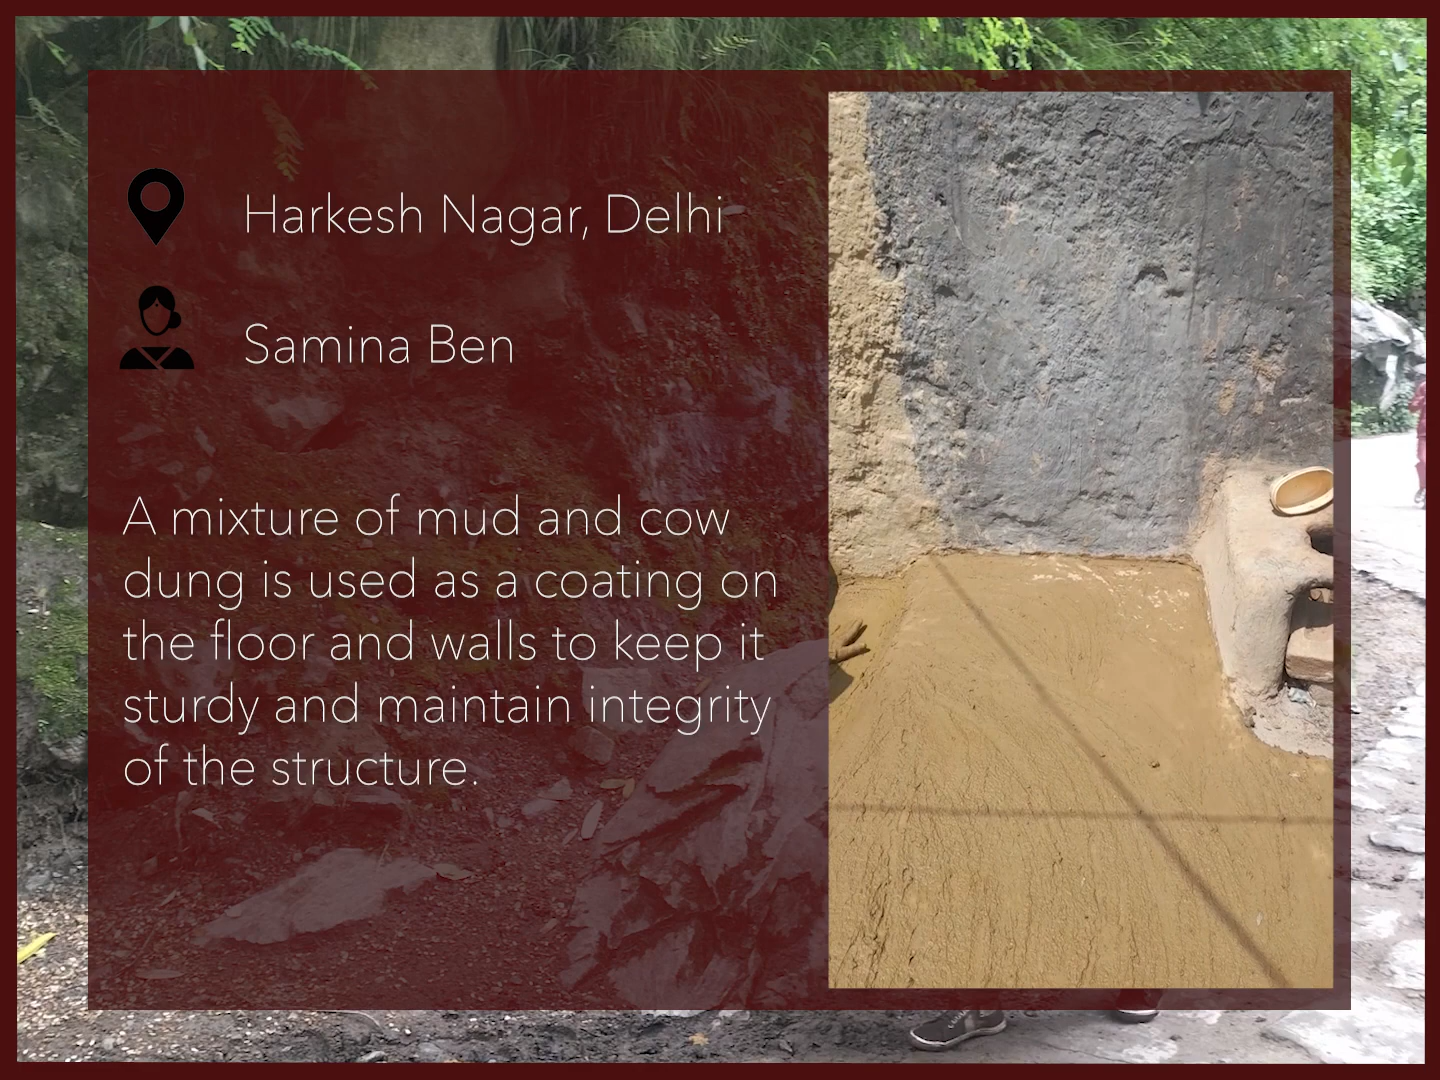 Harkesh Nagar, Delhi
Samina Ben
A mixture of mud and cow
dung is used as a coating on
the floor and walls to keep it
sturdy and maintain integrity
of the structure.